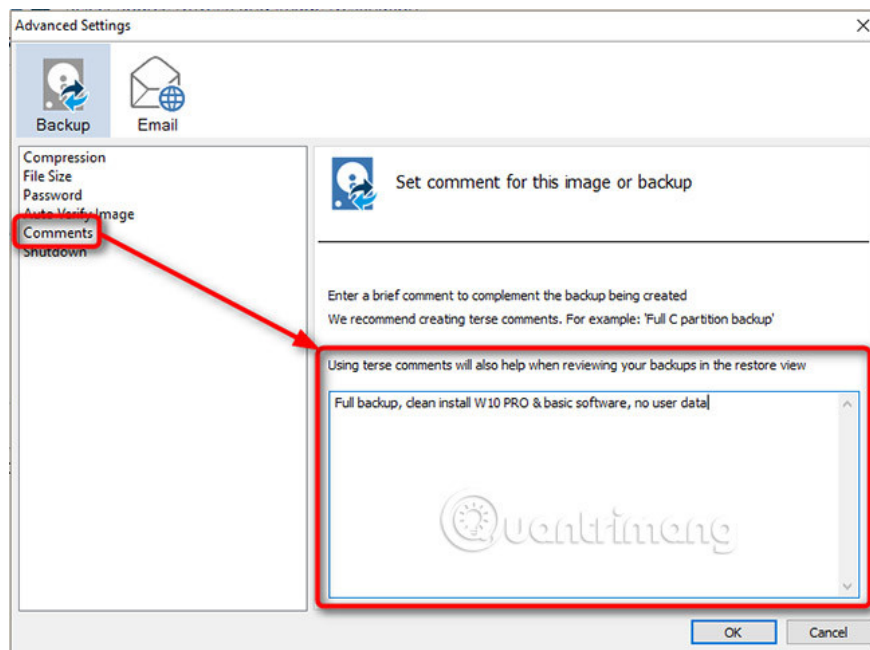 Advanced Settings
Backup
Email
Compression
File Size
Password
Auto Verify Image
Comments
Shutdown
Set comment for this image or backup
Enter a brief comment to complement the backup being created
We recommend creating terse comments. For example: 'Full C partition backup'
Using terse comments will also help when reviewing your backups in the restore view
Full backup, clean install W10 PRO & basic software, no user data
Quantrimang
OK
Cancel